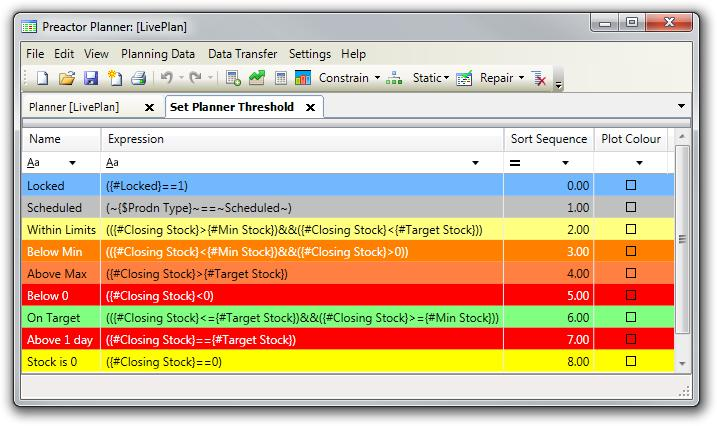 Preactor Planner: [LivePlan]
File Edit View Planning Data Data Transfer Settings Help
Constrain Static Repair
Planner [LivePlan] Set Planner Threshold
Name Expression Sort Sequence Plot Colour
Aa Aa =
Locked ({#Locked}==1) 0.00
Scheduled (~{$Prodn Type}~==~Scheduled~) 1.00
Within Limits (({#Closing Stock}>{#Min Stock})&&({#Closing Stock}<{#Target Stock})) 2.00
Below Min (({#Closing Stock}<{#Min Stock})&&({#Closing Stock}>0)) 3.00
Above Max ({#Closing Stock}>{#Target Stock}) 4.00
Below 0 ({#Closing Stock}<0) 5.00
On Target (({#Closing Stock}<={#Target Stock})&&({#Closing Stock}>={#Min Stock})) 6.00
Above 1 day ({#Closing Stock}=={#Target Stock}) 7.00
Stock is 0 ({#Closing Stock}==0) 8.00